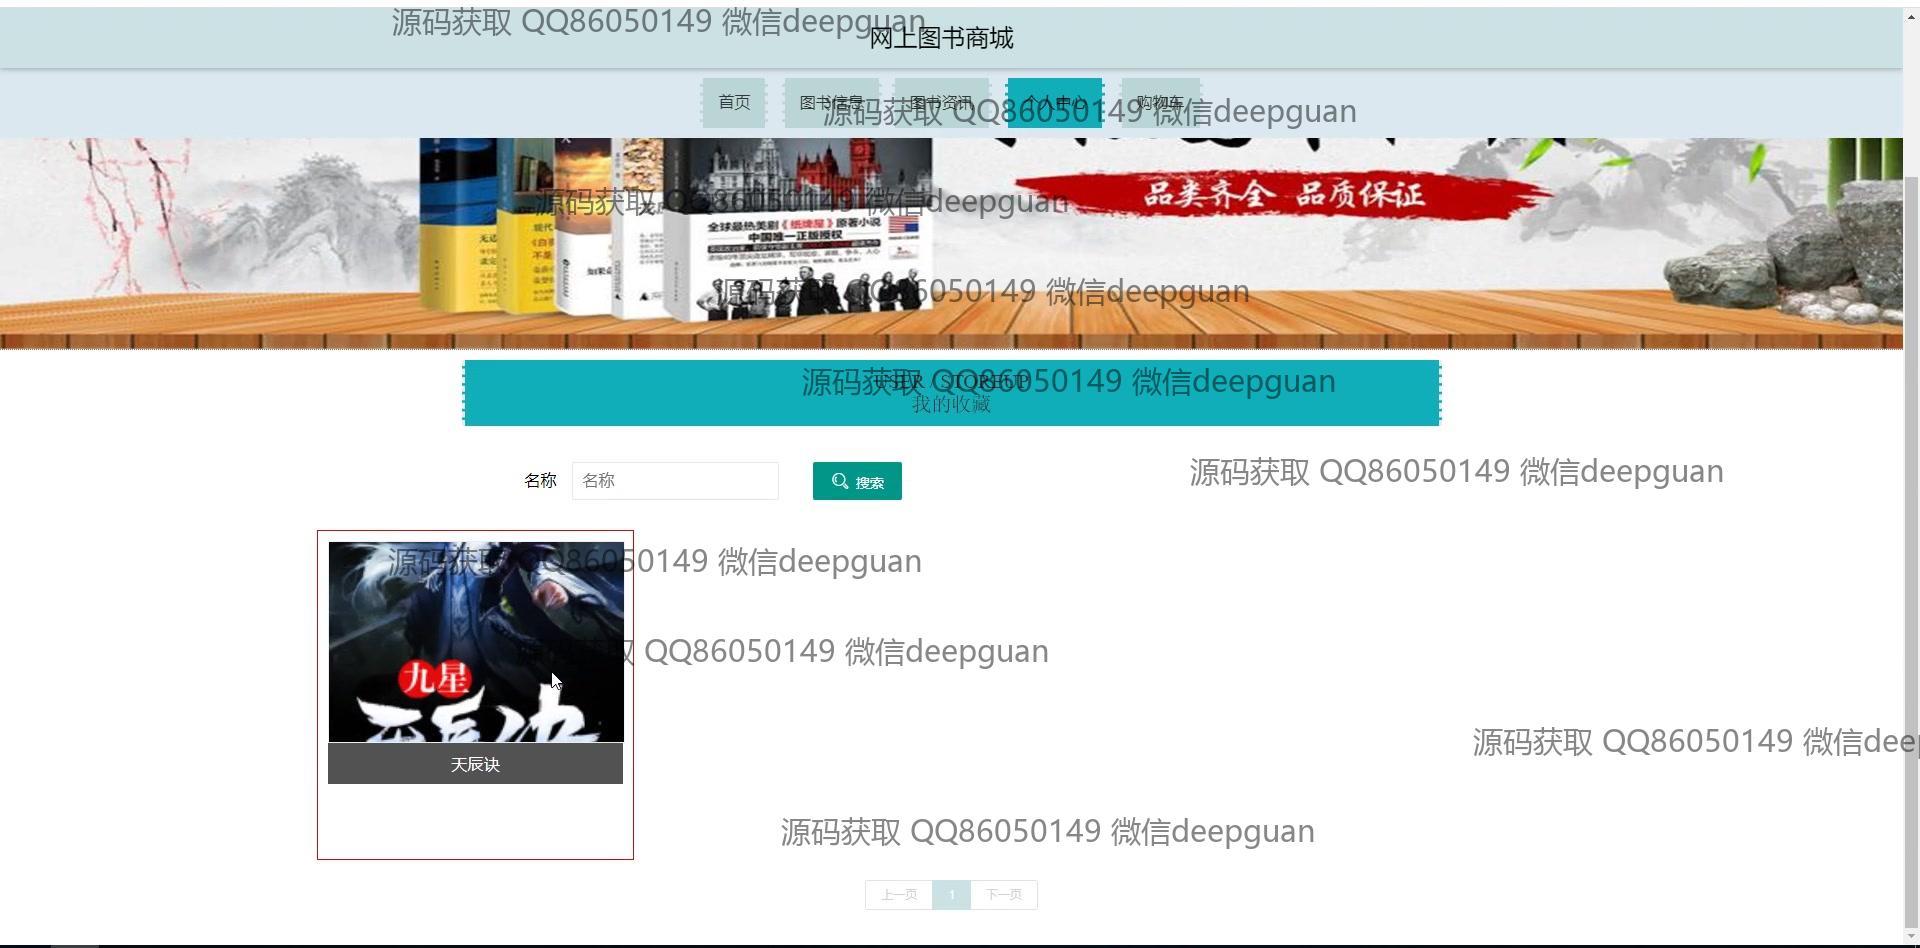 源码获取 QQ86050149 微信deepguan
网上图书商城
首页 图书信息 图书资讯 个人中心 购物车
源码获取 QQ86050149 微信deepguan
品类齐全 品质保证
源码获取 QQ86050149 微信deepguan
全球最热美剧《纸牌屋》原著小说
中国唯一正版授权
源码获取 QQ86050149 微信deepguan
USER / STOREUP
源码获取 QQ86050149 微信deepguan
我的收藏
名称 名称 搜索
源码获取 QQ86050149 微信deepguan
源码获取 QQ86050149 微信deepguan
源码获取 QQ86050149 微信deepguan
九星
天辰诀
天辰诀
源码获取 QQ86050149 微信deep
源码获取 QQ86050149 微信deepguan
上一页 1 下一页